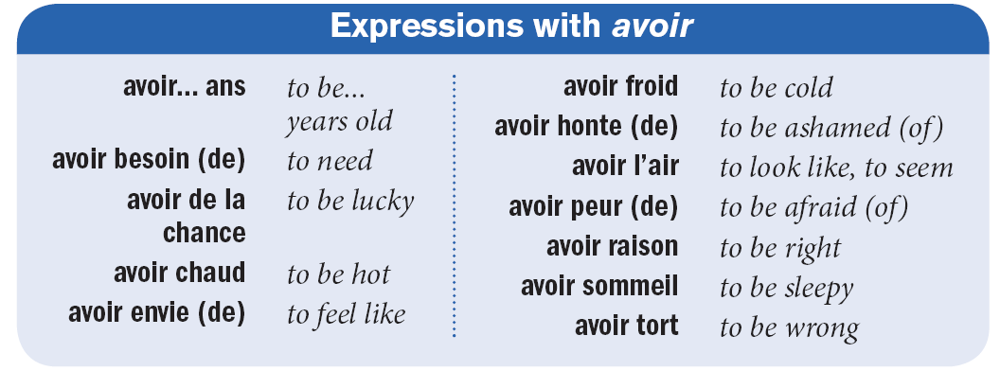 Expressions with avoir
avoir... ans to be...
years old
avoir besoin (de) to need
avoir de la to be lucky
chance
avoir chaud to be hot
avoir envie (de) to feel like
avoir froid to be cold
avoir honte (de) to be ashamed (of)
avoir l'air to look like, to seem
avoir peur (de) to be afraid (of)
avoir raison to be right
avoir sommeil to be sleepy
avoir tort to be wrong